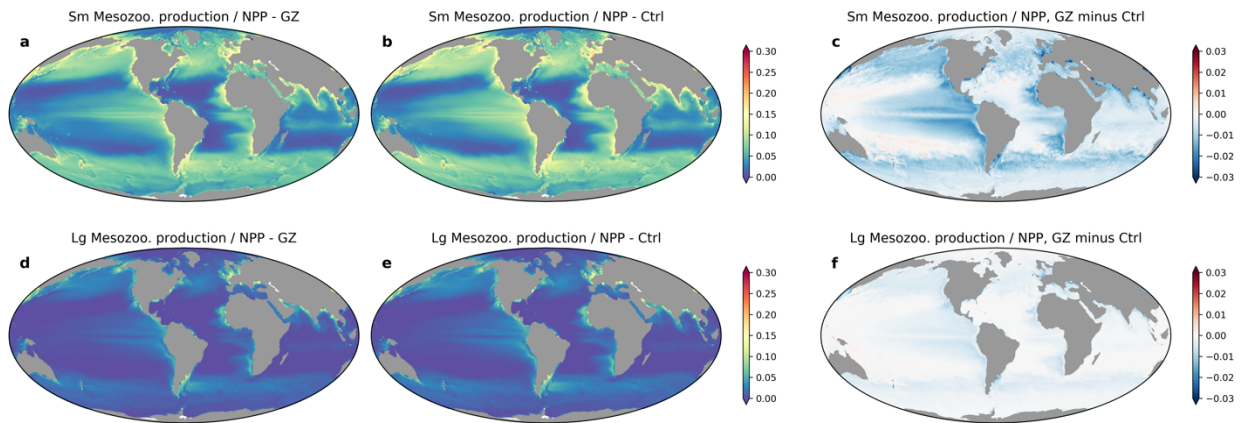 Sm Mesozoo. production / NPP - GZ
Sm Mesozoo. production / NPP - Ctrl
Sm Mesozoo. production / NPP, GZ minus Ctrl
a
b
c
0.30
0.25
0.20
0.15
0.10
0.05
0.00
0.03
0.02
0.01
0.00
−0.01
−0.02
−0.03
Lg Mesozoo. production / NPP - GZ
Lg Mesozoo. production / NPP - Ctrl
Lg Mesozoo. production / NPP, GZ minus Ctrl
d
e
f
0.30
0.25
0.20
0.15
0.10
0.05
0.00
0.03
0.02
0.01
0.00
−0.01
−0.02
−0.03